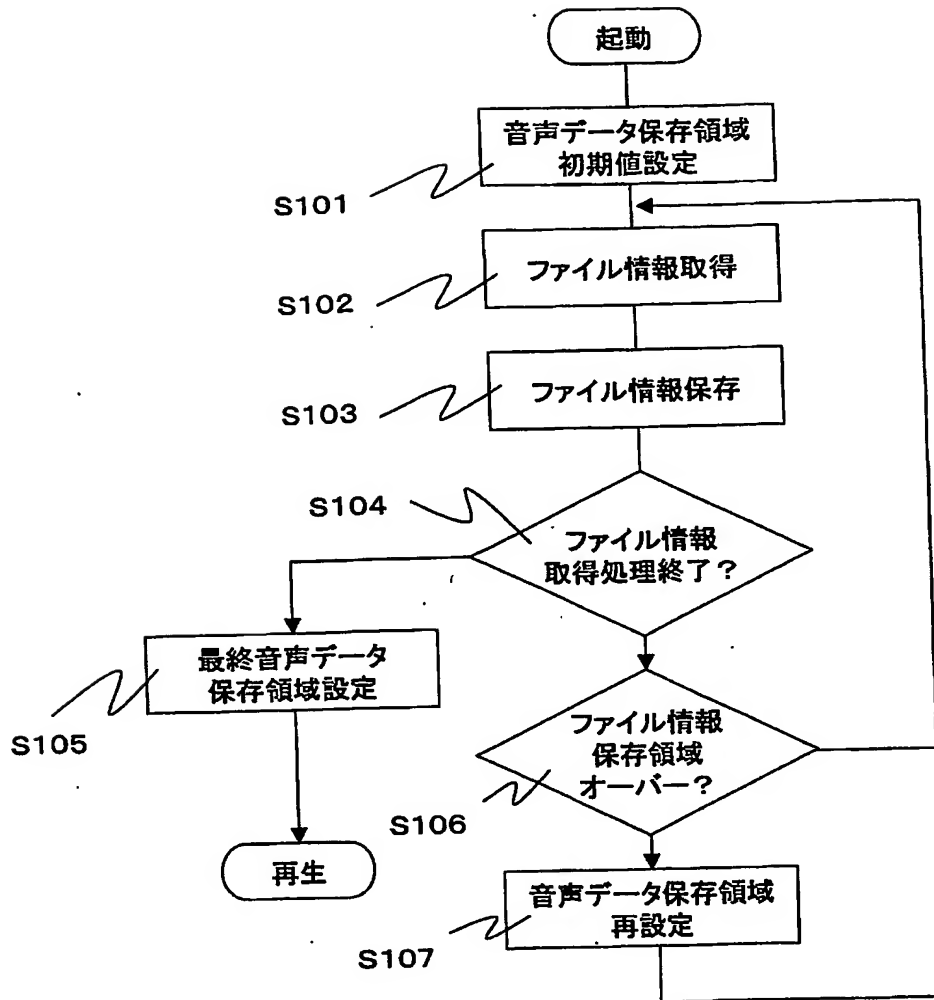 起動
音声データ保存領域
初期値設定
S101
ファイル情報取得
S102
ファイル情報保存
S103
S104
ファイル情報
取得処理終了？
最終音声データ
保存領域設定
S105
ファイル情報
保存領域
オーバー？
S106
再生
音声データ保存領域
再設定
S107